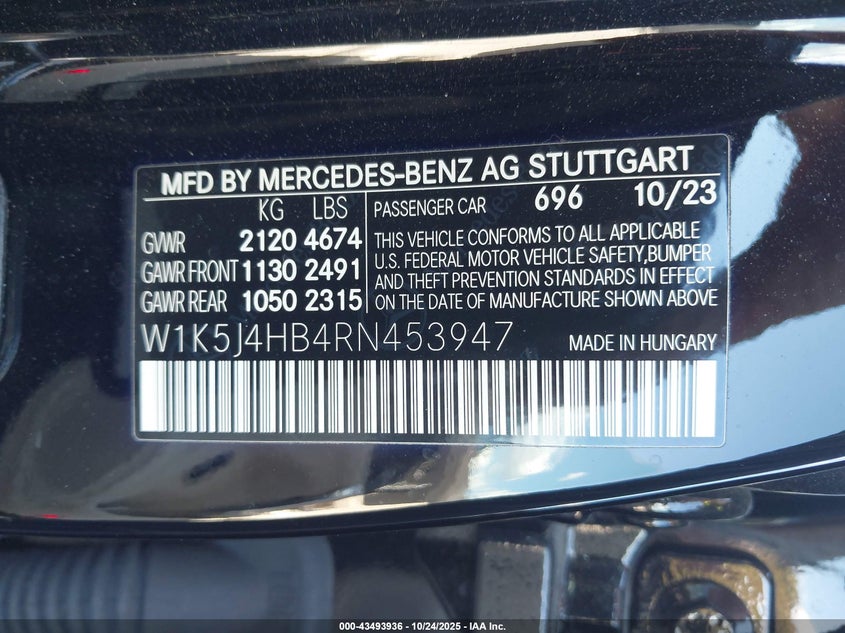 MFD BY MERCEDES-BENZ AG STUTTGART
KG LBS
GVWR 2120 4674
GAWR FRONT 1130 2491
GAWR REAR 1050 2315
PASSENGER CAR 696 10/23
THIS VEHICLE CONFORMS TO ALL APPLICABLE
U.S. FEDERAL MOTOR VEHICLE SAFETY,BUMPER
AND THEFT PREVENTION STANDARDS IN EFFECT
ON THE DATE OF MANUFACTURE SHOWN ABOVE.
W1K5J4HB4RN453947 MADE IN HUNGARY
000-43493936 - 10/24/2025 - IAA Inc.